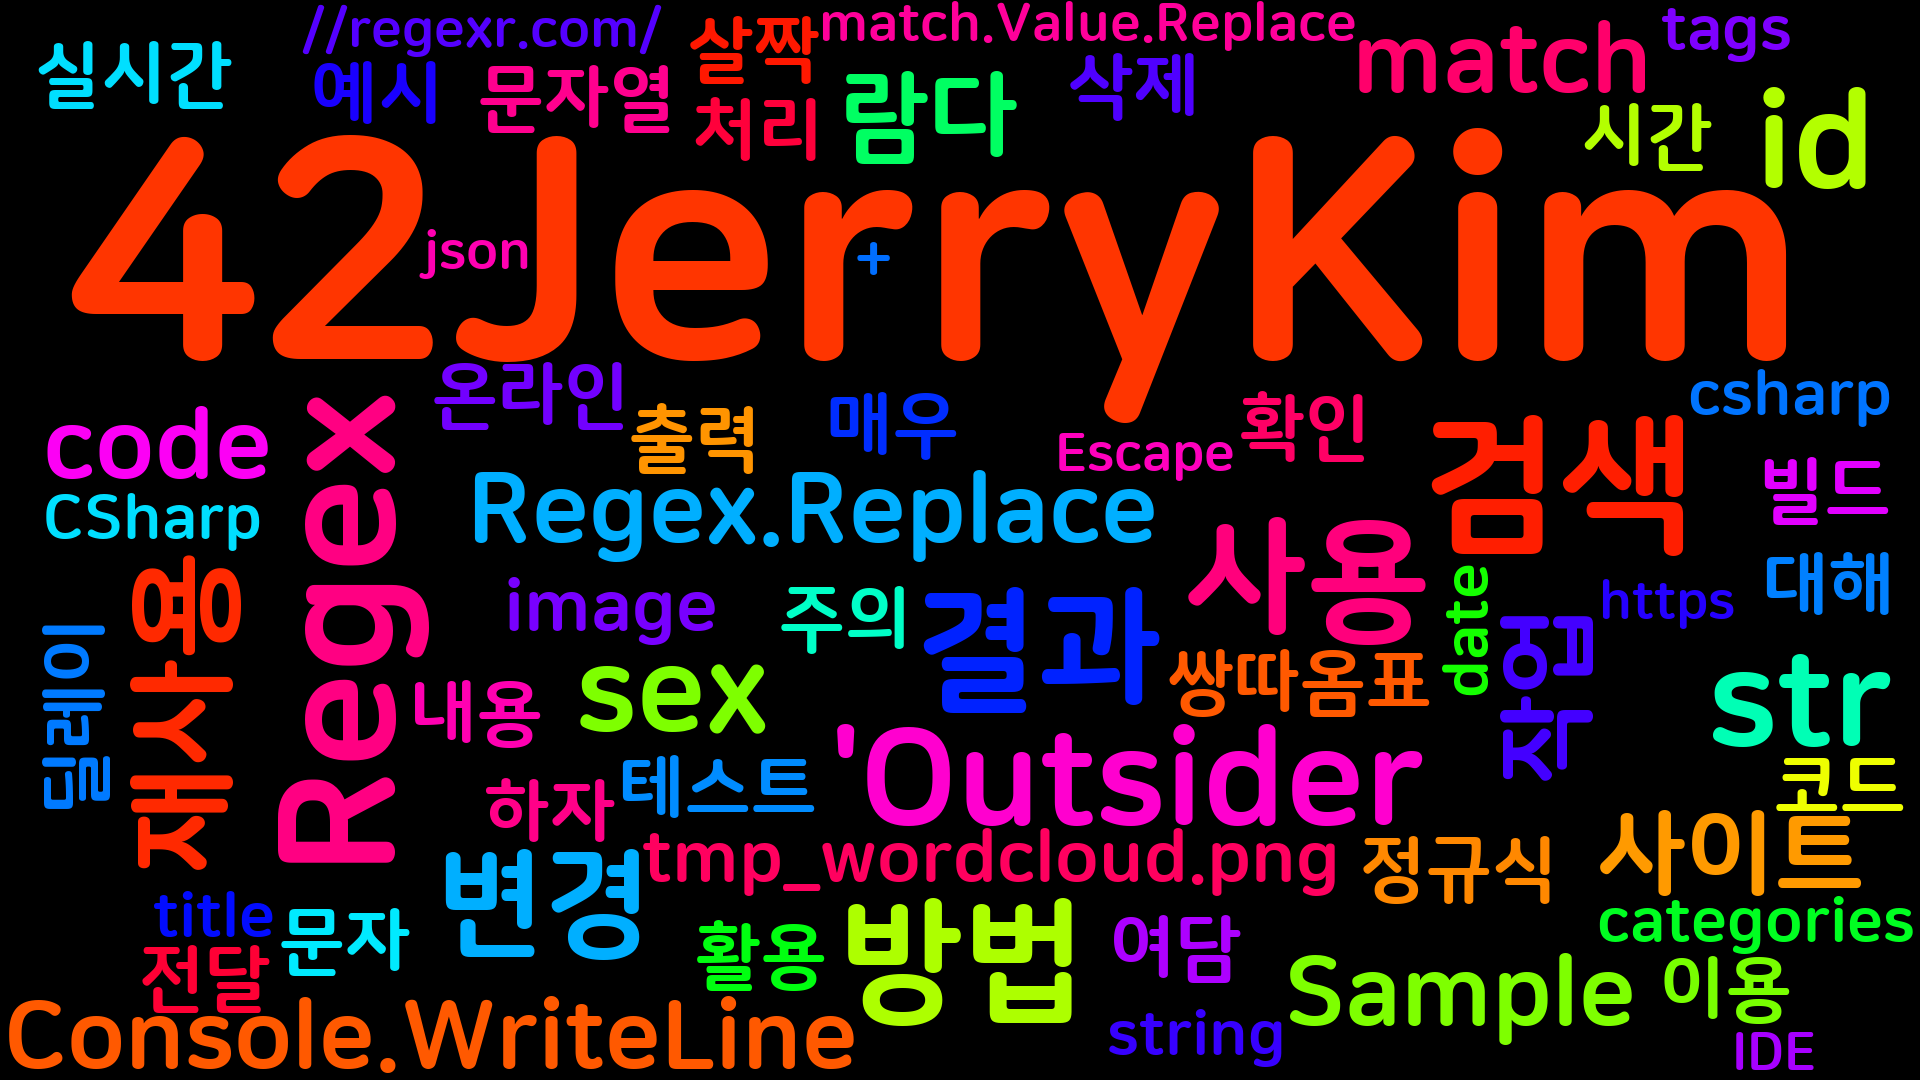 //regexr.com/
살짝
match.Value.Replace
match
tags
실시간
예시
문자열
처리
람다
삭제
시간
id
42JerryKim
json
+
온라인
출력
매우
Escape
확인
검색
csharp
code
CSharp
Regex
Regex.Replace
사용
빌드
재사용
image
주의
결과
date
작업
https
대해
딜레이
내용
sex
쌍따옴표
str
'Outsider
하자
테스트
코드
tmp_wordcloud.png
정규식
사이트
title
문자
변경
활용
방법
여담
categories
전달
Console.WriteLine
string
Sample
이용
IDE